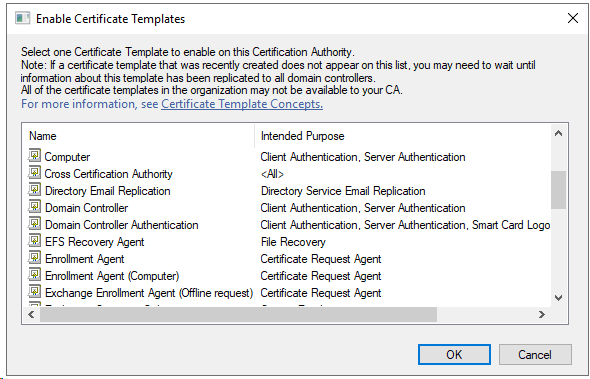 Enable Certificate Templates
Select one Certificate Template to enable on this Certification Authority.
Note: If a certificate template that was recently created does not appear on this list, you may need to wait until
information about this template has been replicated to all domain controllers.
All of the certificate templates in the organization may not be available to your CA.
For more information, see Certificate Template Concepts.
Name Intended Purpose
Computer Client Authentication, Server Authentication
Cross Certification Authority <All>
Directory Email Replication Directory Service Email Replication
Domain Controller Client Authentication, Server Authentication
Domain Controller Authentication Client Authentication, Server Authentication, Smart Card Logo
EFS Recovery Agent File Recovery
Enrollment Agent Certificate Request Agent
Enrollment Agent (Computer) Certificate Request Agent
Exchange Enrollment Agent (Offline request) Certificate Request Agent
OK Cancel